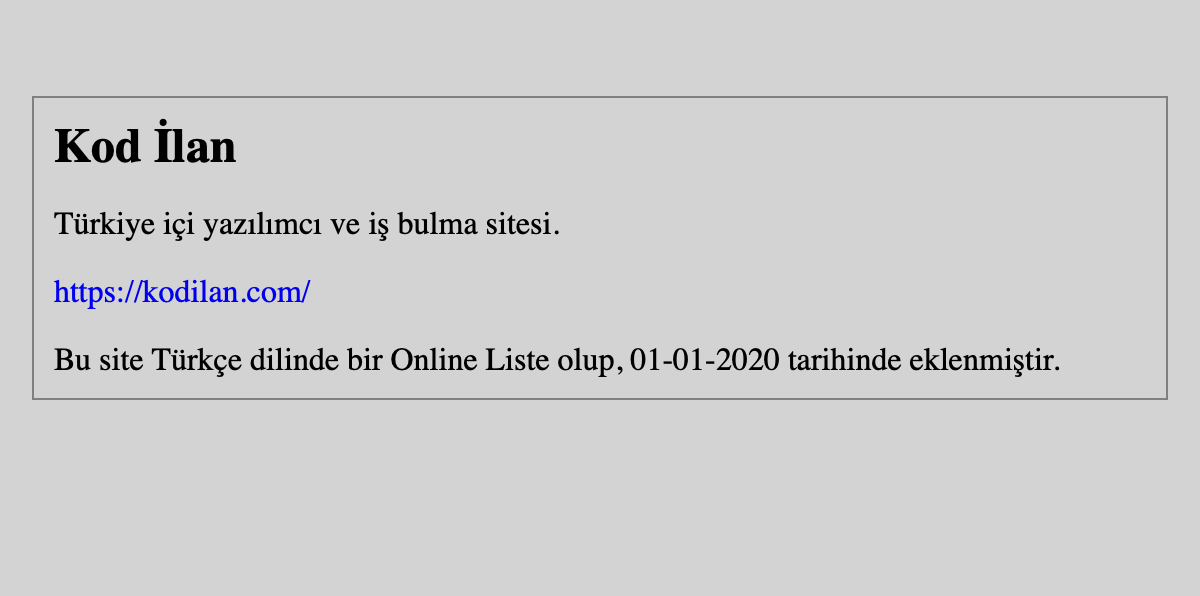 Kod İlan
Türkiye içi yazılımcı ve iş bulma sitesi.
https://kodilan.com/
Bu site Türkçe dilinde bir Online Liste olup, 01-01-2020 tarihinde eklenmiştir.